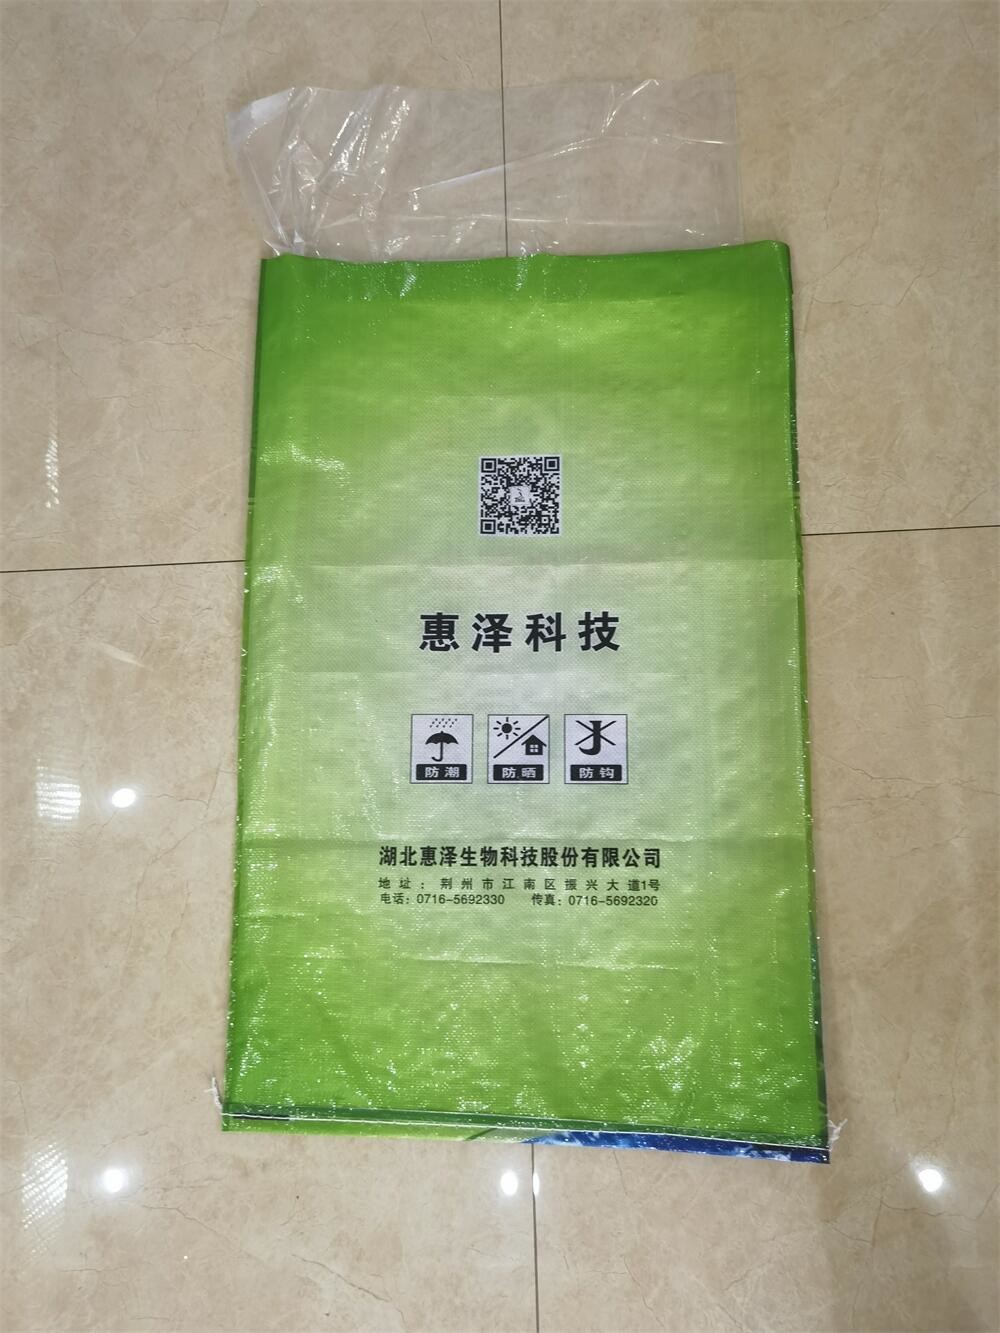 惠泽科技
防潮 防晒 防钩
湖北惠泽生物科技股份有限公司
地址：荆州市江南区振兴大道1号
电话：0716-5692330 传真：0716-5692320